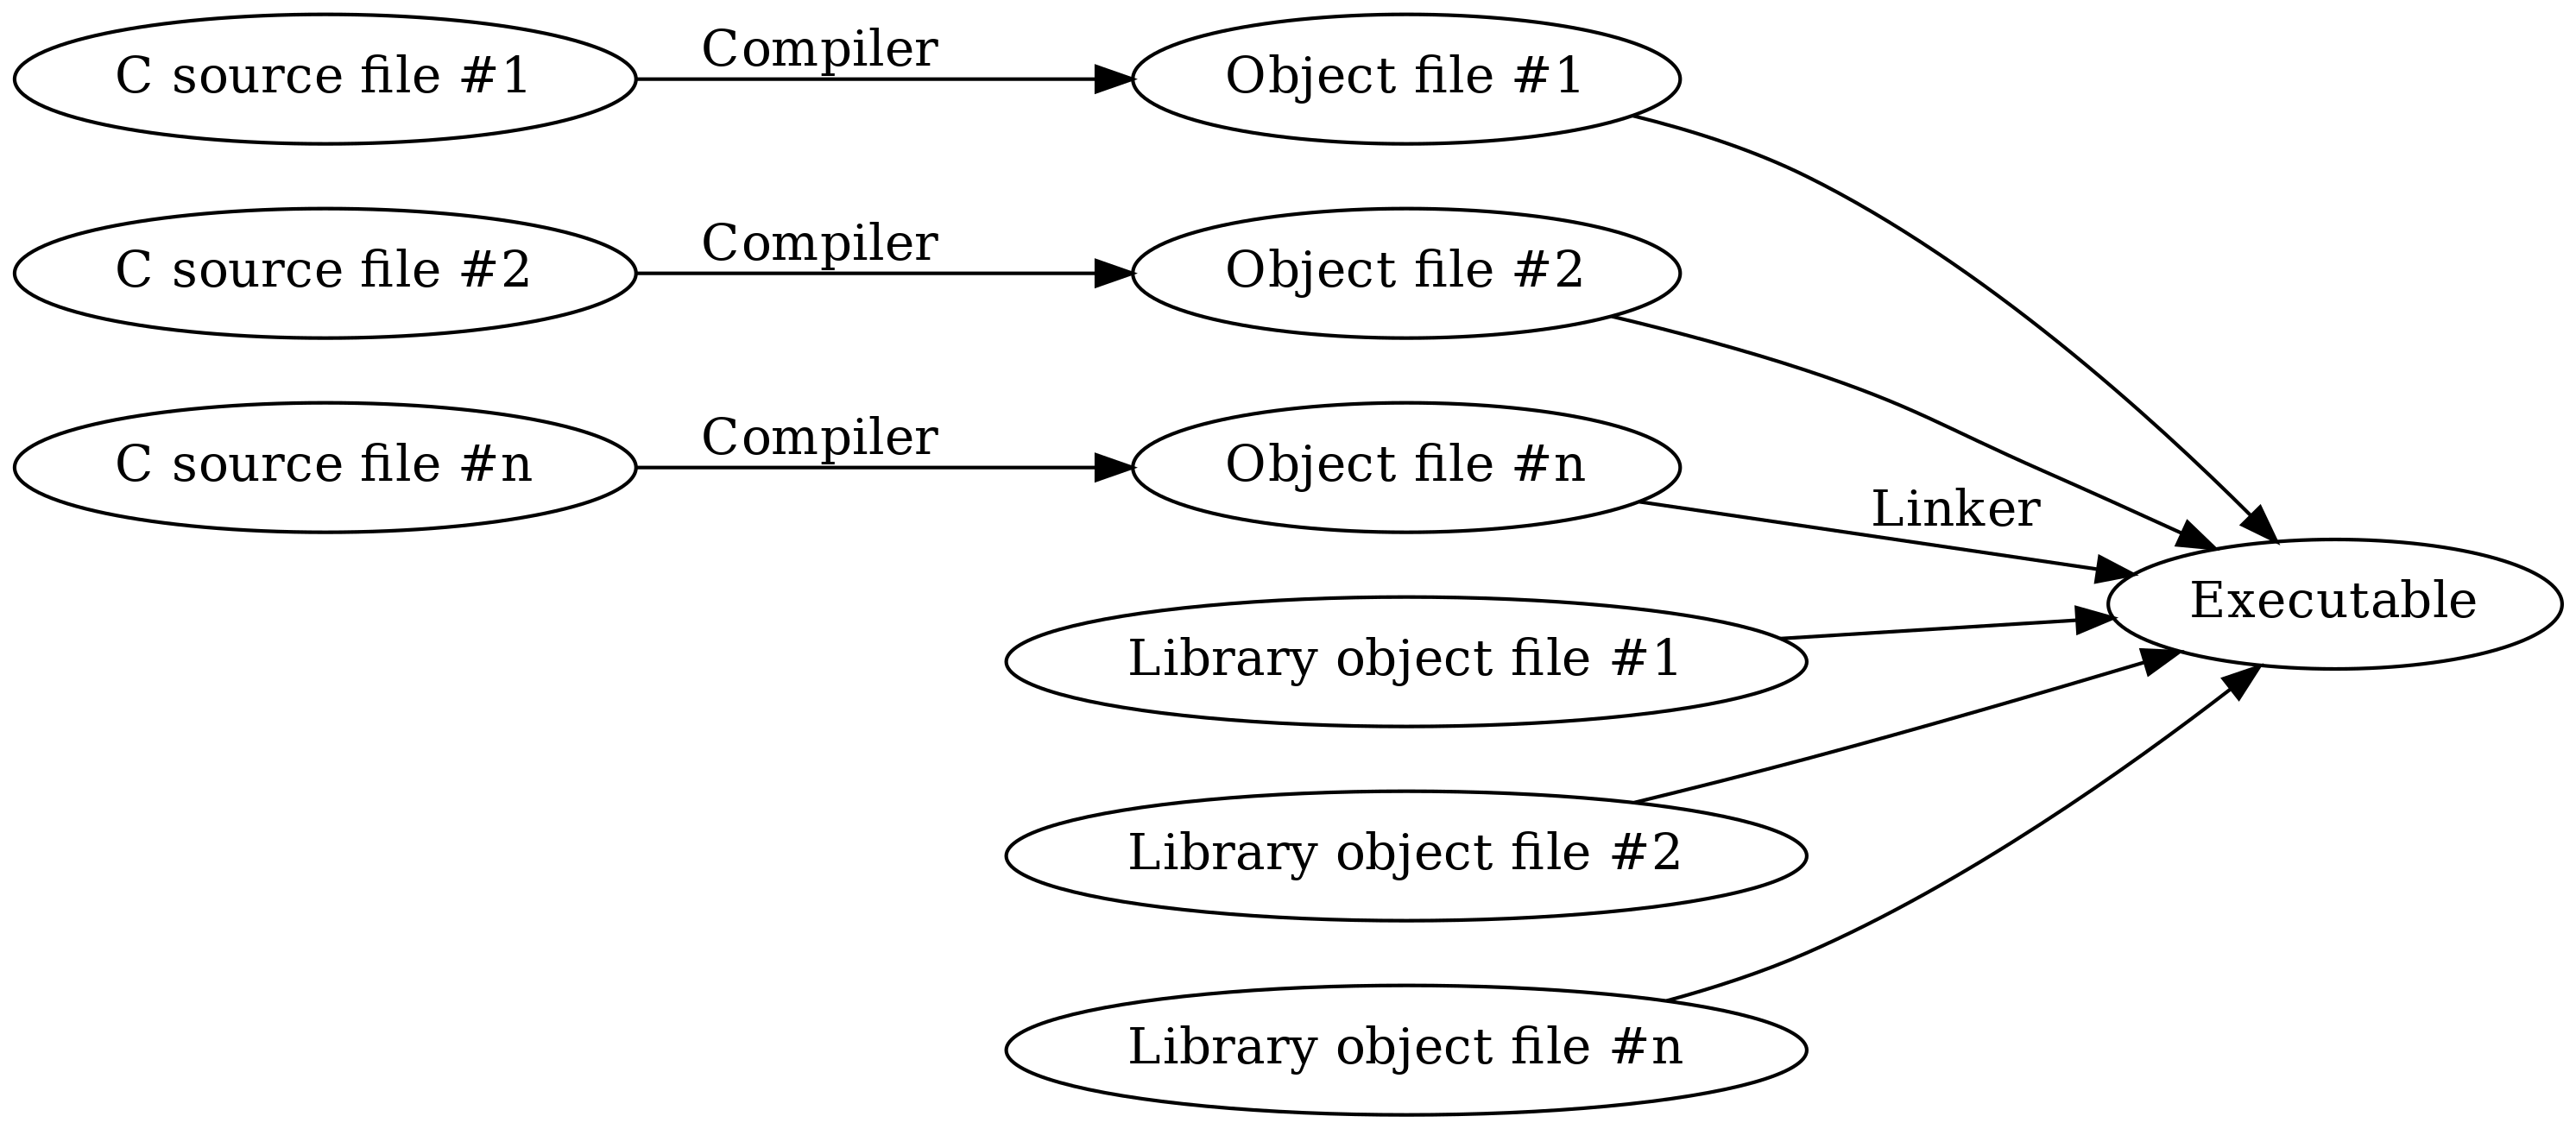 C source file #1
Compiler
Object file #1
C source file #2
Compiler
Object file #2
C source file #n
Compiler
Object file #n
Linker
Executable
Library object file #1
Library object file #2
Library object file #n